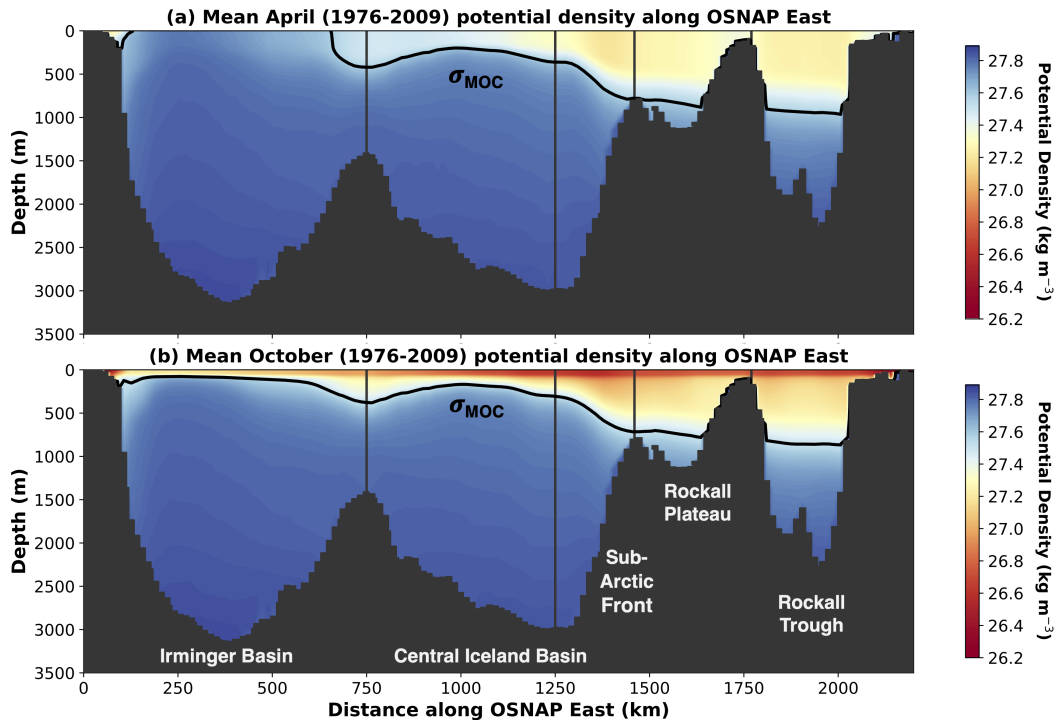 (a) Mean April (1976-2009) potential density along OSNAP East
0
500
1000
1500
2000
2500
3000
3500
Depth (m)
σMOC
27.8
27.6
27.4
27.2
27.0
26.8
26.6
26.4
26.2
Potential Density (kg m⁻³)
(b) Mean October (1976-2009) potential density along OSNAP East
0
500
1000
1500
2000
2500
3000
3500
Depth (m)
σMOC
Rockall
Plateau
Sub-
Arctic
Front
Rockall
Trough
Irminger Basin
Central Iceland Basin
27.8
27.6
27.4
27.2
27.0
26.8
26.6
26.4
26.2
Potential Density (kg m⁻³)
0 250 500 750 1000 1250 1500 1750 2000
Distance along OSNAP East (km)